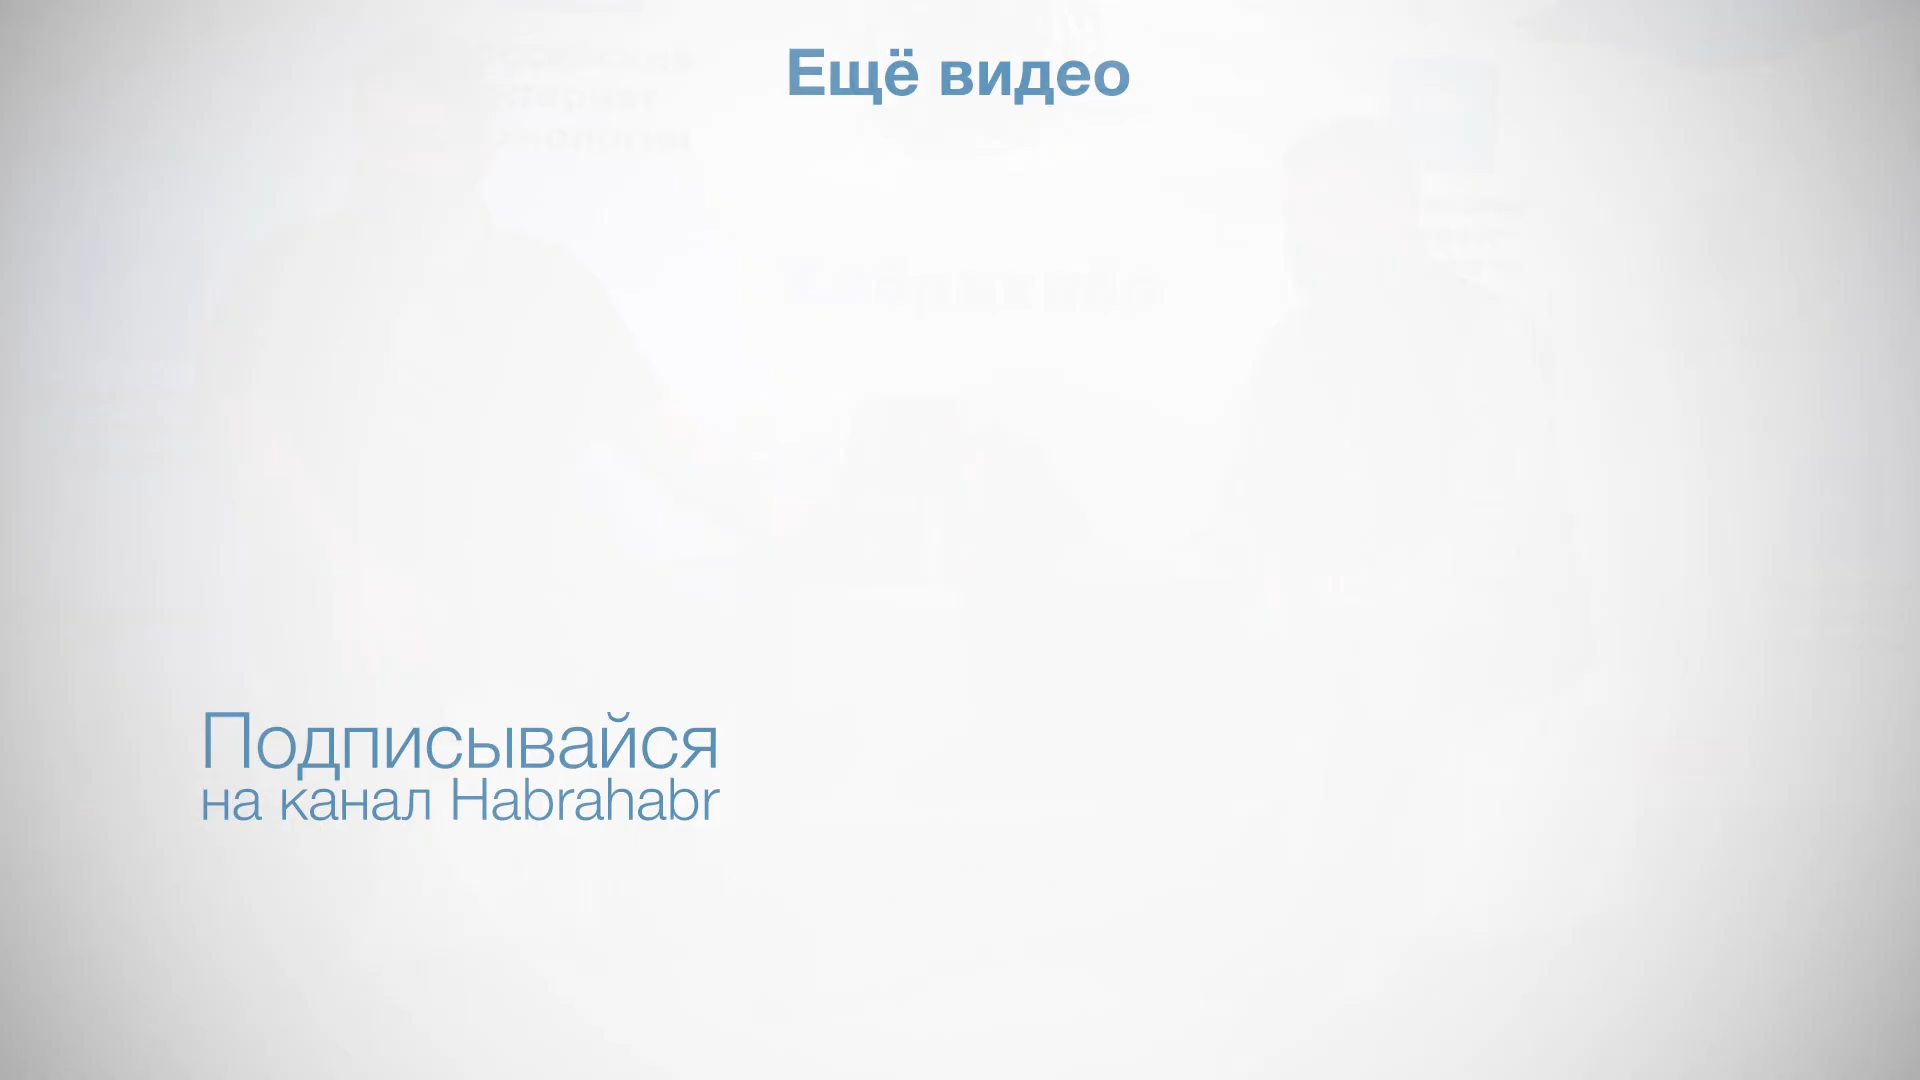 Ещё видео
Подписывайся
на канал Habrahabr